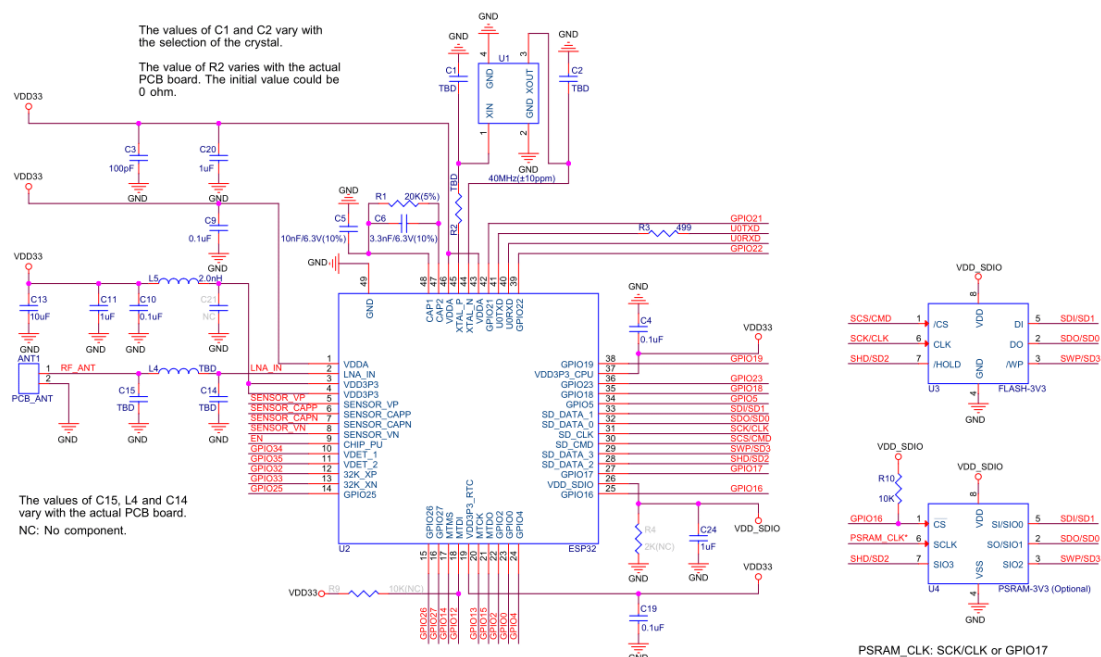 The values of C1 and C2 vary with
the selection of the crystal.
The value of R2 varies with the actual
PCB board. The initial value could be
0 ohm.
GND
GND
4
3
U1
GND
XOUT
XIN
GND
1
2
GND
C1
TBD
C2
TBD
40MHz(±10ppm)
TBD
R2
VDD33
C3
100pF
GND
C20
1uF
GND
VDD33
C9
0.1uF
GND
GND
C5
10nF/6.3V(10%)
R1
20K(5%)
C6
3.3nF/6.3V(10%)
GPIO21
R3
499
U0TXD
U0RXD
GPIO22
VDD33
L5
2.0nH
C13
10uF
GND
C11
1uF
GND
C10
0.1uF
GND
C21
NC
GND
GND
ANT1
1
2
PCB_ANT
RF_ANT
L4
TBD
LNA_IN
C15
TBD
C14
TBD
GND
GND
GND
49
48
47
46
45
44
43
42
41
40
39
GND
CAP1
CAP2
VDDA
XTAL_P
XTAL_N
VDDA
GPIO21
U0TXD
U0RXD
GPIO22
1
VDDA
2
LNA_IN
3
VDD3P3
4
VDD3P3
SENSOR_VP
5
SENSOR_VP
SENSOR_CAPP
6
SENSOR_CAPP
SENSOR_CAPN
7
SENSOR_CAPN
SENSOR_VN
8
SENSOR_VN
EN
9
CHIP_PU
GPIO34
10
VDET_1
GPIO35
11
VDET_2
GPIO32
12
32K_XP
GPIO33
13
32K_XN
GPIO25
14
GPIO25
GPIO19
38
GPIO19
VDD3P3_CPU
37
GPIO23
36
GPIO23
GPIO18
35
GPIO18
GPIO5
34
GPIO5
SD_DATA_1
33
SDI/SD1
SD_DATA_0
32
SDO/SD0
SD_CLK
31
SCK/CLK
SD_CMD
30
SCS/CMD
SD_DATA_3
29
SWP/SD3
SD_DATA_2
28
SHD/SD2
GPIO17
27
GPIO17
VDD_SDIO
26
GPIO16
25
GPIO16
GPIO26
GPIO27
MTMS
MTDI
VDD3P3_RTC
MTCK
MTDO
GPIO2
GPIO0
GPIO4
U2
ESP32
15
16
17
18
19
20
21
22
23
24
GPIO26
GPIO27
GPIO14
GPIO12
GPIO13
GPIO15
GPIO2
GPIO0
GPIO4
GND
C4
0.1uF
VDD33
R4
2K(NC)
GND
C24
1uF
GND
VDD_SDIO
VDD33
C19
0.1uF
GND
VDD33
R9
10K(NC)
The values of C15, L4 and C14
vary with the actual PCB board.
NC: No component.
VDD_SDIO
8
VDD
SCS/CMD
1
/CS
DI
5
SDI/SD1
SCK/CLK
6
CLK
DO
2
SDO/SD0
SHD/SD2
7
/HOLD
/WP
3
SWP/SD3
GND
U3
4
FLASH-3V3
GND
VDD_SDIO
R10
10K
VDD_SDIO
8
VDD
GPIO16
1
CS
SI/SIO0
5
SDI/SD1
PSRAM_CLK*
6
SCLK
SO/SIO1
2
SDO/SD0
SHD/SD2
7
SIO3
SIO2
3
SWP/SD3
VSS
U4
4
PSRAM-3V3 (Optional)
GND
PSRAM_CLK: SCK/CLK or GPIO17